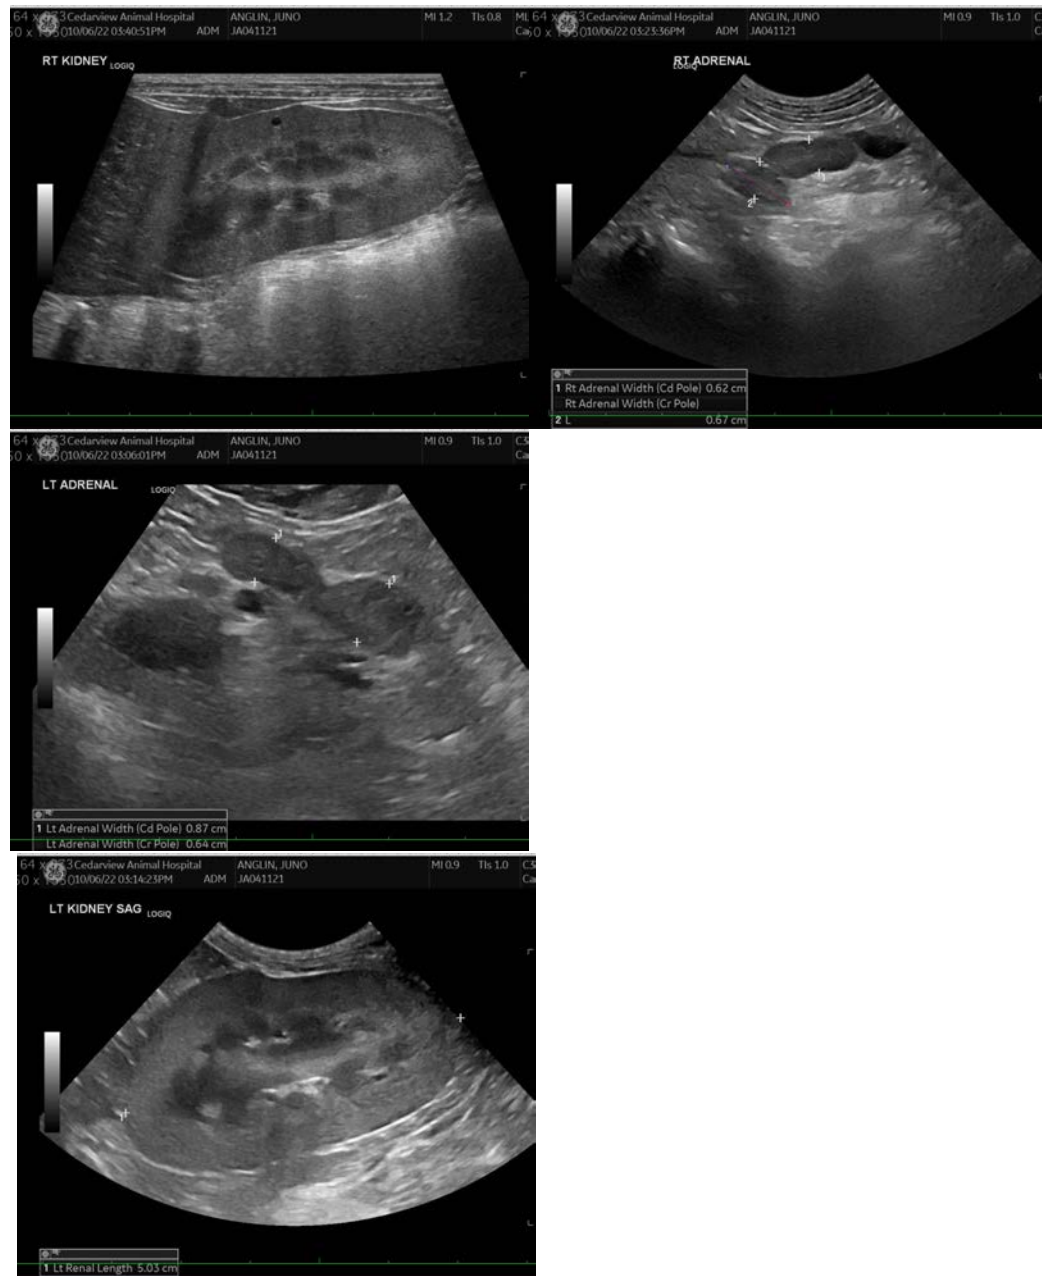 Cedarview Animal Hospital ANGLIN, JUNO MI 1.2 TIs 0.8
10/06/22 03:40:51PM ADM JA041121
RT KIDNEY LOGIQ
Cedarview Animal Hospital ANGLIN, JUNO MI 0.9 TIs 1.0
10/06/22 03:23:36PM ADM JA041121
RT ADRENAL
LOGIQ
1 Rt Adrenal Width (Cd Pole) 0.62 cm
Rt Adrenal Width (Cr Pole)
2 L 0.67 cm
Cedarview Animal Hospital ANGLIN, JUNO MI 0.9 TIs 1.0
10/06/22 03:06:01PM ADM JA041121
LT ADRENAL LOGIQ
1 Lt Adrenal Width (Cd Pole) 0.87 cm
Lt Adrenal Width (Cr Pole) 0.64 cm
Cedarview Animal Hospital ANGLIN, JUNO MI 0.9 TIs 1.0
10/06/22 03:14:23PM ADM JA041121
LT KIDNEY SAG LOGIQ
1 Lt Renal Length 5.03 cm